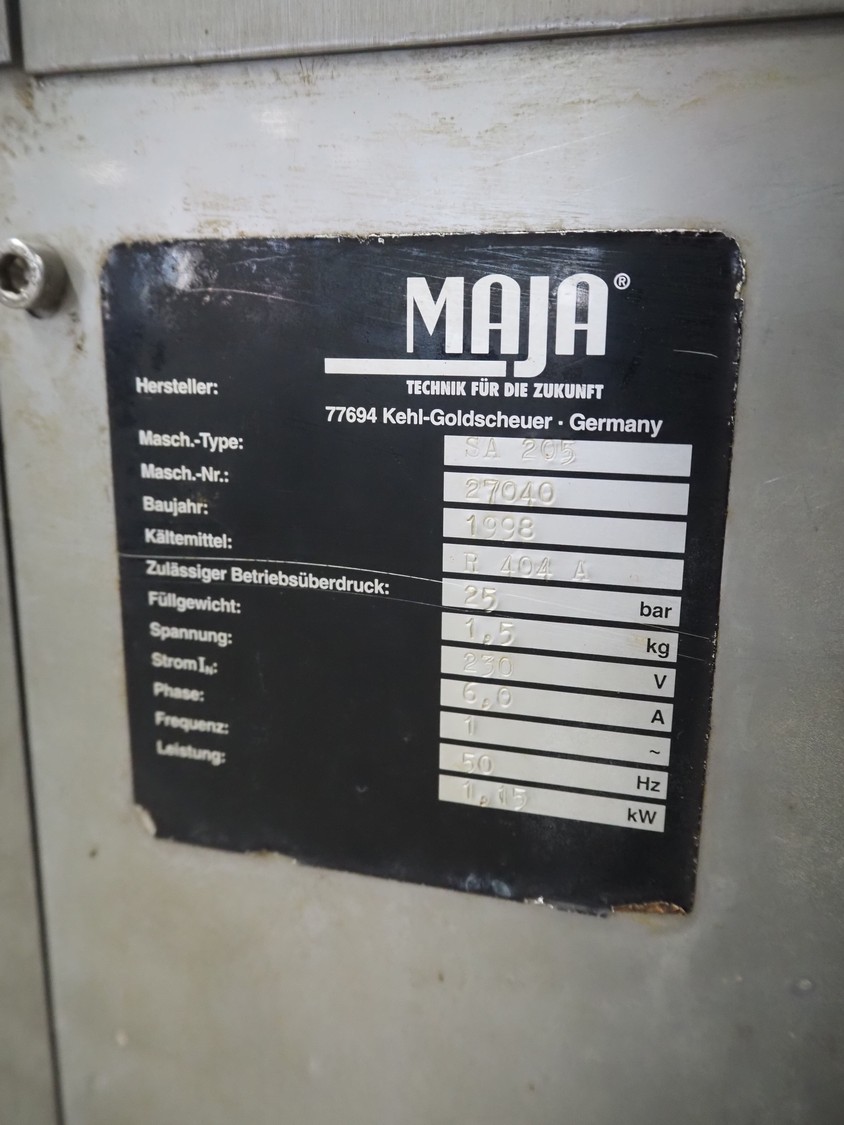 MAJA®
TECHNIK FÜR DIE ZUKUNFT
Hersteller:
77694 Kehl-Goldscheuer · Germany
Masch.-Type: SA 205
Masch.-Nr.: 27040
Baujahr: 1998
Kältemittel: R 404 A
Zulässiger Betriebsüberdruck: 25 bar
Füllgewicht: 1,5 kg
Spannung: 230 V
Strom IN: 6,0 A
Phase: 1 ~
Frequenz: 50 Hz
Leistung: 1,15 kW